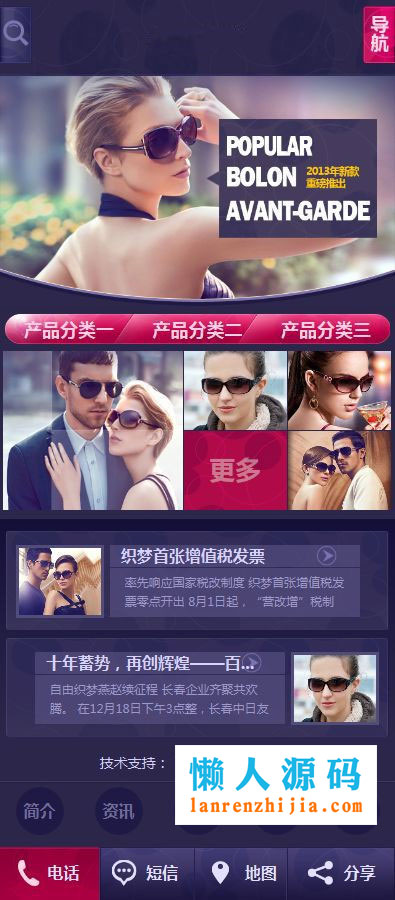 导航
POPULAR
BOLON
2013年新款
重磅推出
AVANT-GARDE
产品分类一
产品分类二
产品分类三
更多
织梦首张增值税发票
率先响应国家税改制度 织梦首张增值税发
票零点开出 8月1日起，“营改增”税制
十年蓄势，再创辉煌——百...
自由织梦燕赵续征程 长春企业齐聚共欢
腾。 在12月18日下午3点整，长春中日友
技术支持：
懒人源码
lanrenzhijia.com
简介
资讯
电话
短信
地图
分享